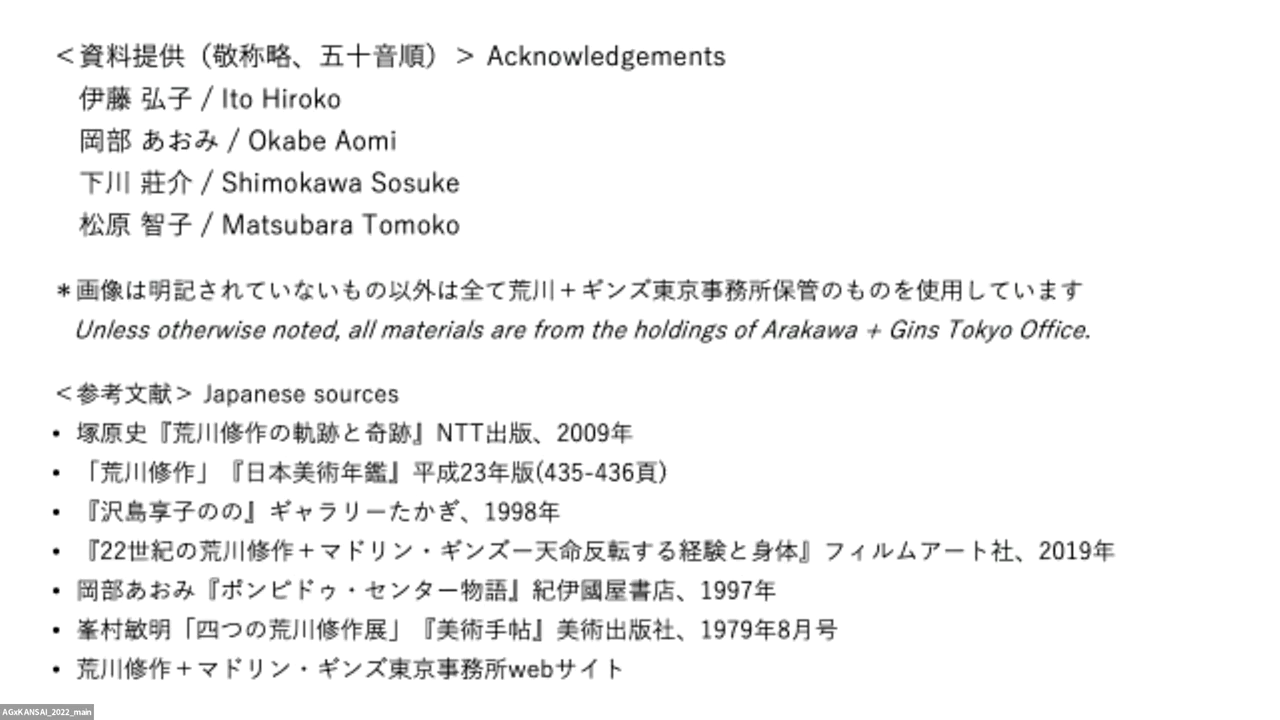 ＜資料提供（敬称略、五十音順）＞ Acknowledgements
伊藤 弘子 / Ito Hiroko
岡部 あおみ / Okabe Aomi
下川 莊介 / Shimokawa Sosuke
松原 智子 / Matsubara Tomoko
＊画像は明記されていないもの以外は全て荒川＋ギンズ東京事務所保管のものを使用しています
Unless otherwise noted, all materials are from the holdings of Arakawa + Gins Tokyo Office.
＜参考文献＞ Japanese sources
• 塚原史『荒川修作の軌跡と奇跡』NTT出版、2009年
• 「荒川修作」『日本美術年鑑』平成23年版(435-436頁)
• 『沢島享子のの』ギャラリーたかぎ、1998年
• 『22世紀の荒川修作＋マドリン・ギンズー天命反転する経験と身体』フィルムアート社、2019年
• 岡部あおみ『ポンピドゥ・センター物語』紀伊國屋書店、1997年
• 峯村敏明「四つの荒川修作展」『美術手帖』美術出版社、1979年8月号
• 荒川修作＋マドリン・ギンズ東京事務所webサイト
AGxKANSAI_2022_main